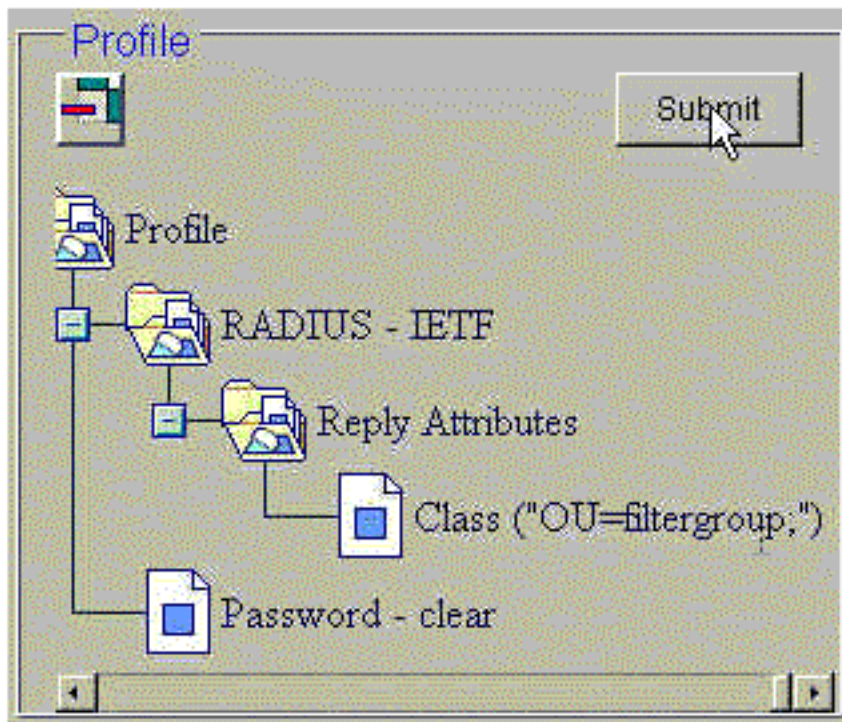 Profile
Submit
Profile
RADIUS - IETF
Reply Attributes
Class ("OU=filtergroup;")
Password - clear